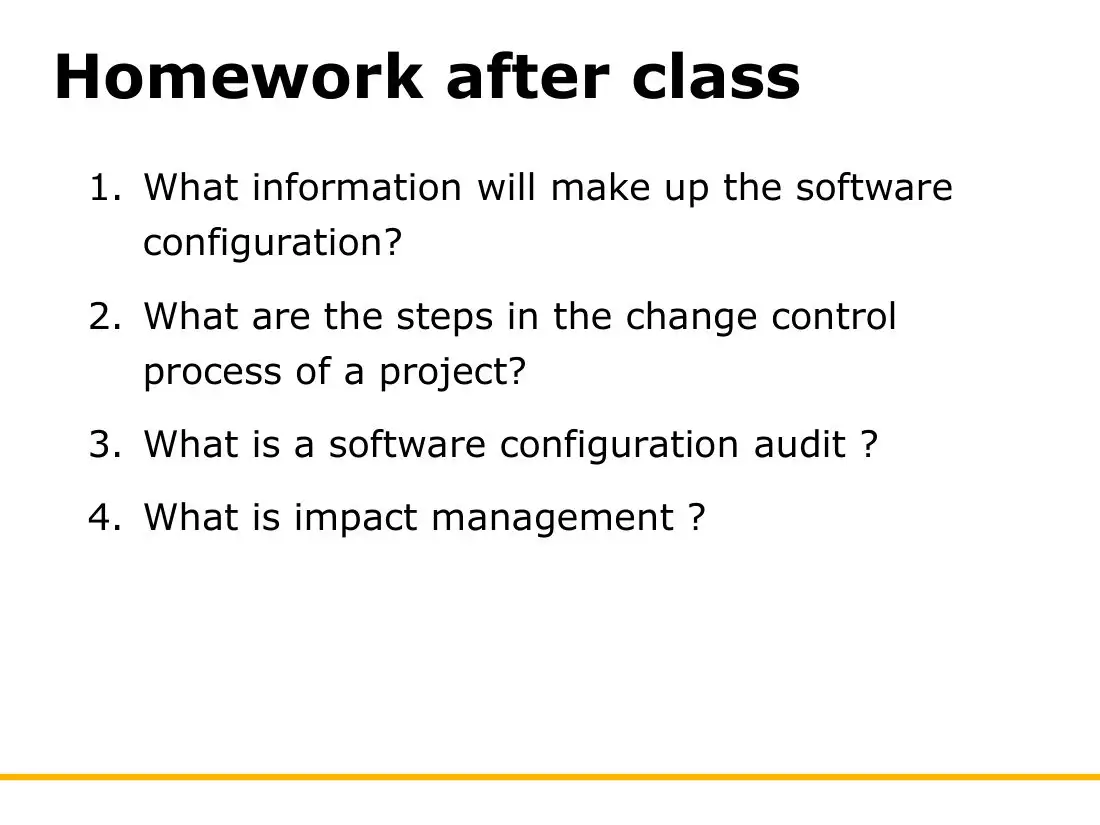 Homework after class
1. What information will make up the software
configuration?
2. What are the steps in the change control
process of a project?
3. What is a software configuration audit ?
4. What is impact management ?